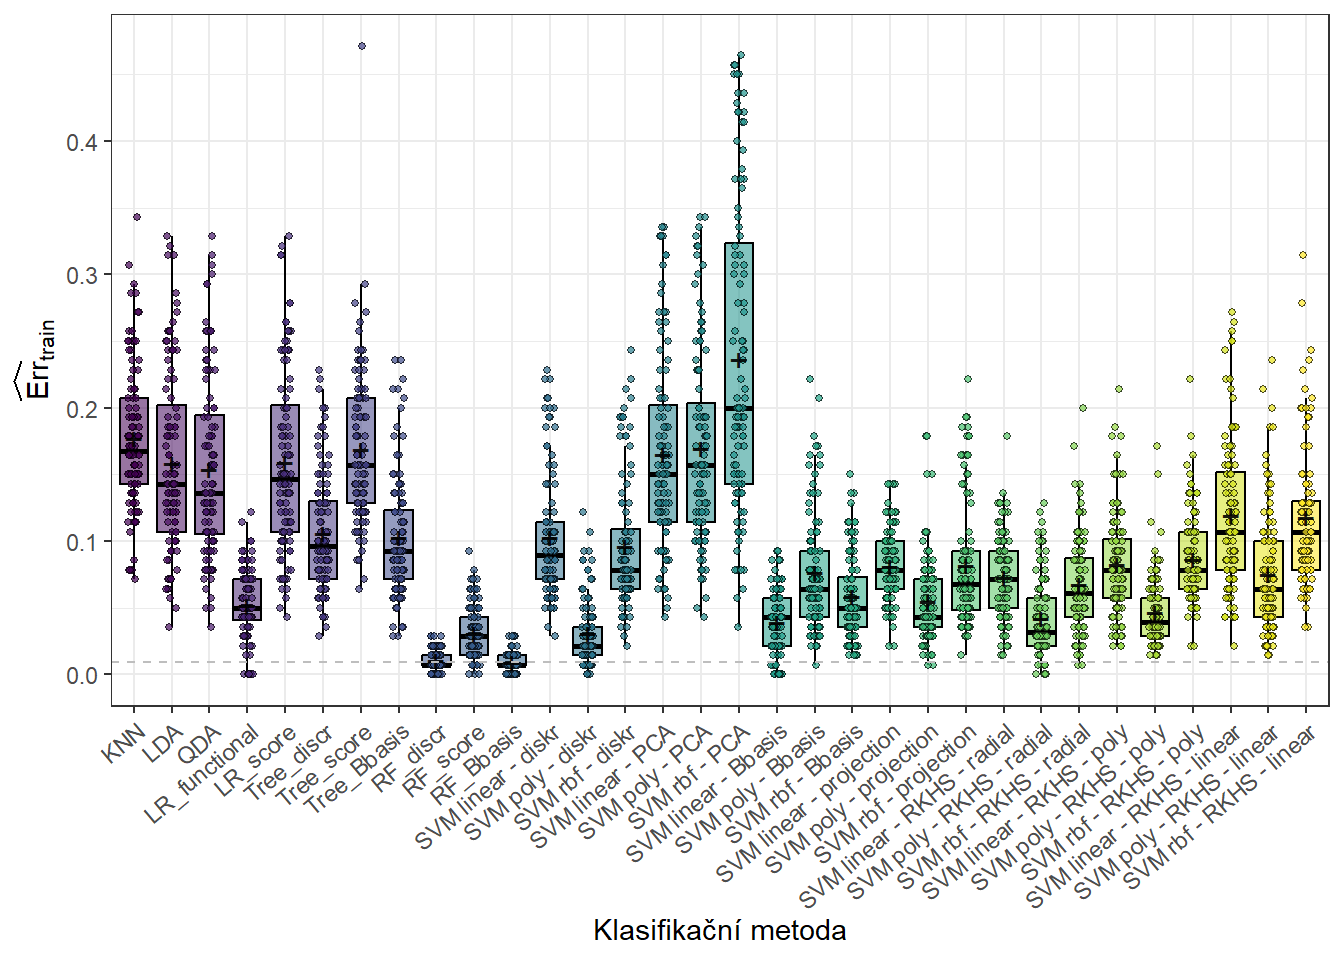 0.4
0.3
0.2
0.1
0.0
Êrr train
KNN
LDA
QDA
LR_functional
LR_score
Tree_discr
Tree_score
Tree_Bbasis
RF_discr
RF_score
RF_Bbasis
SVM linear - diskr
SVM poly - diskr
SVM rbf - diskr
SVM linear - PCA
SVM poly - PCA
SVM rbf - PCA
SVM linear - Bbasis
SVM poly - Bbasis
SVM rbf - Bbasis
SVM linear - projection
SVM poly - projection
SVM rbf - projection
SVM linear - RKHS - radial
SVM poly - RKHS - radial
SVM rbf - RKHS - radial
SVM linear - RKHS - poly
SVM poly - RKHS - poly
SVM rbf - RKHS - poly
SVM linear - RKHS - linear
SVM poly - RKHS - linear
SVM rbf - RKHS - linear
Klasifikační metoda